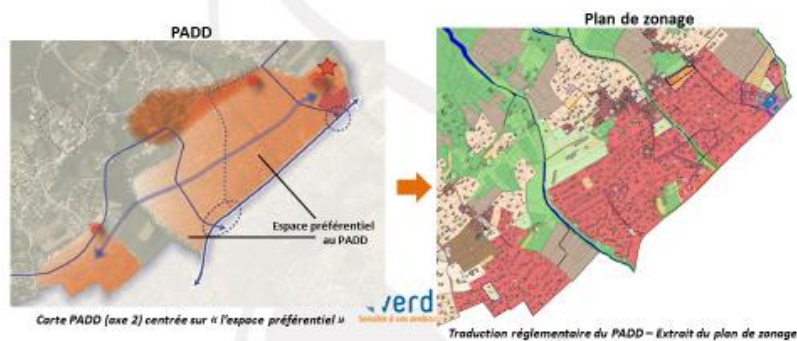 PADD
Plan de zonage
Espace préférentiel
au PADD
verd
Carte PADD (axe 2) centrée sur « l'espace préférentiel »
Traduction réglementaire du PADD – Extrait du plan de zonage